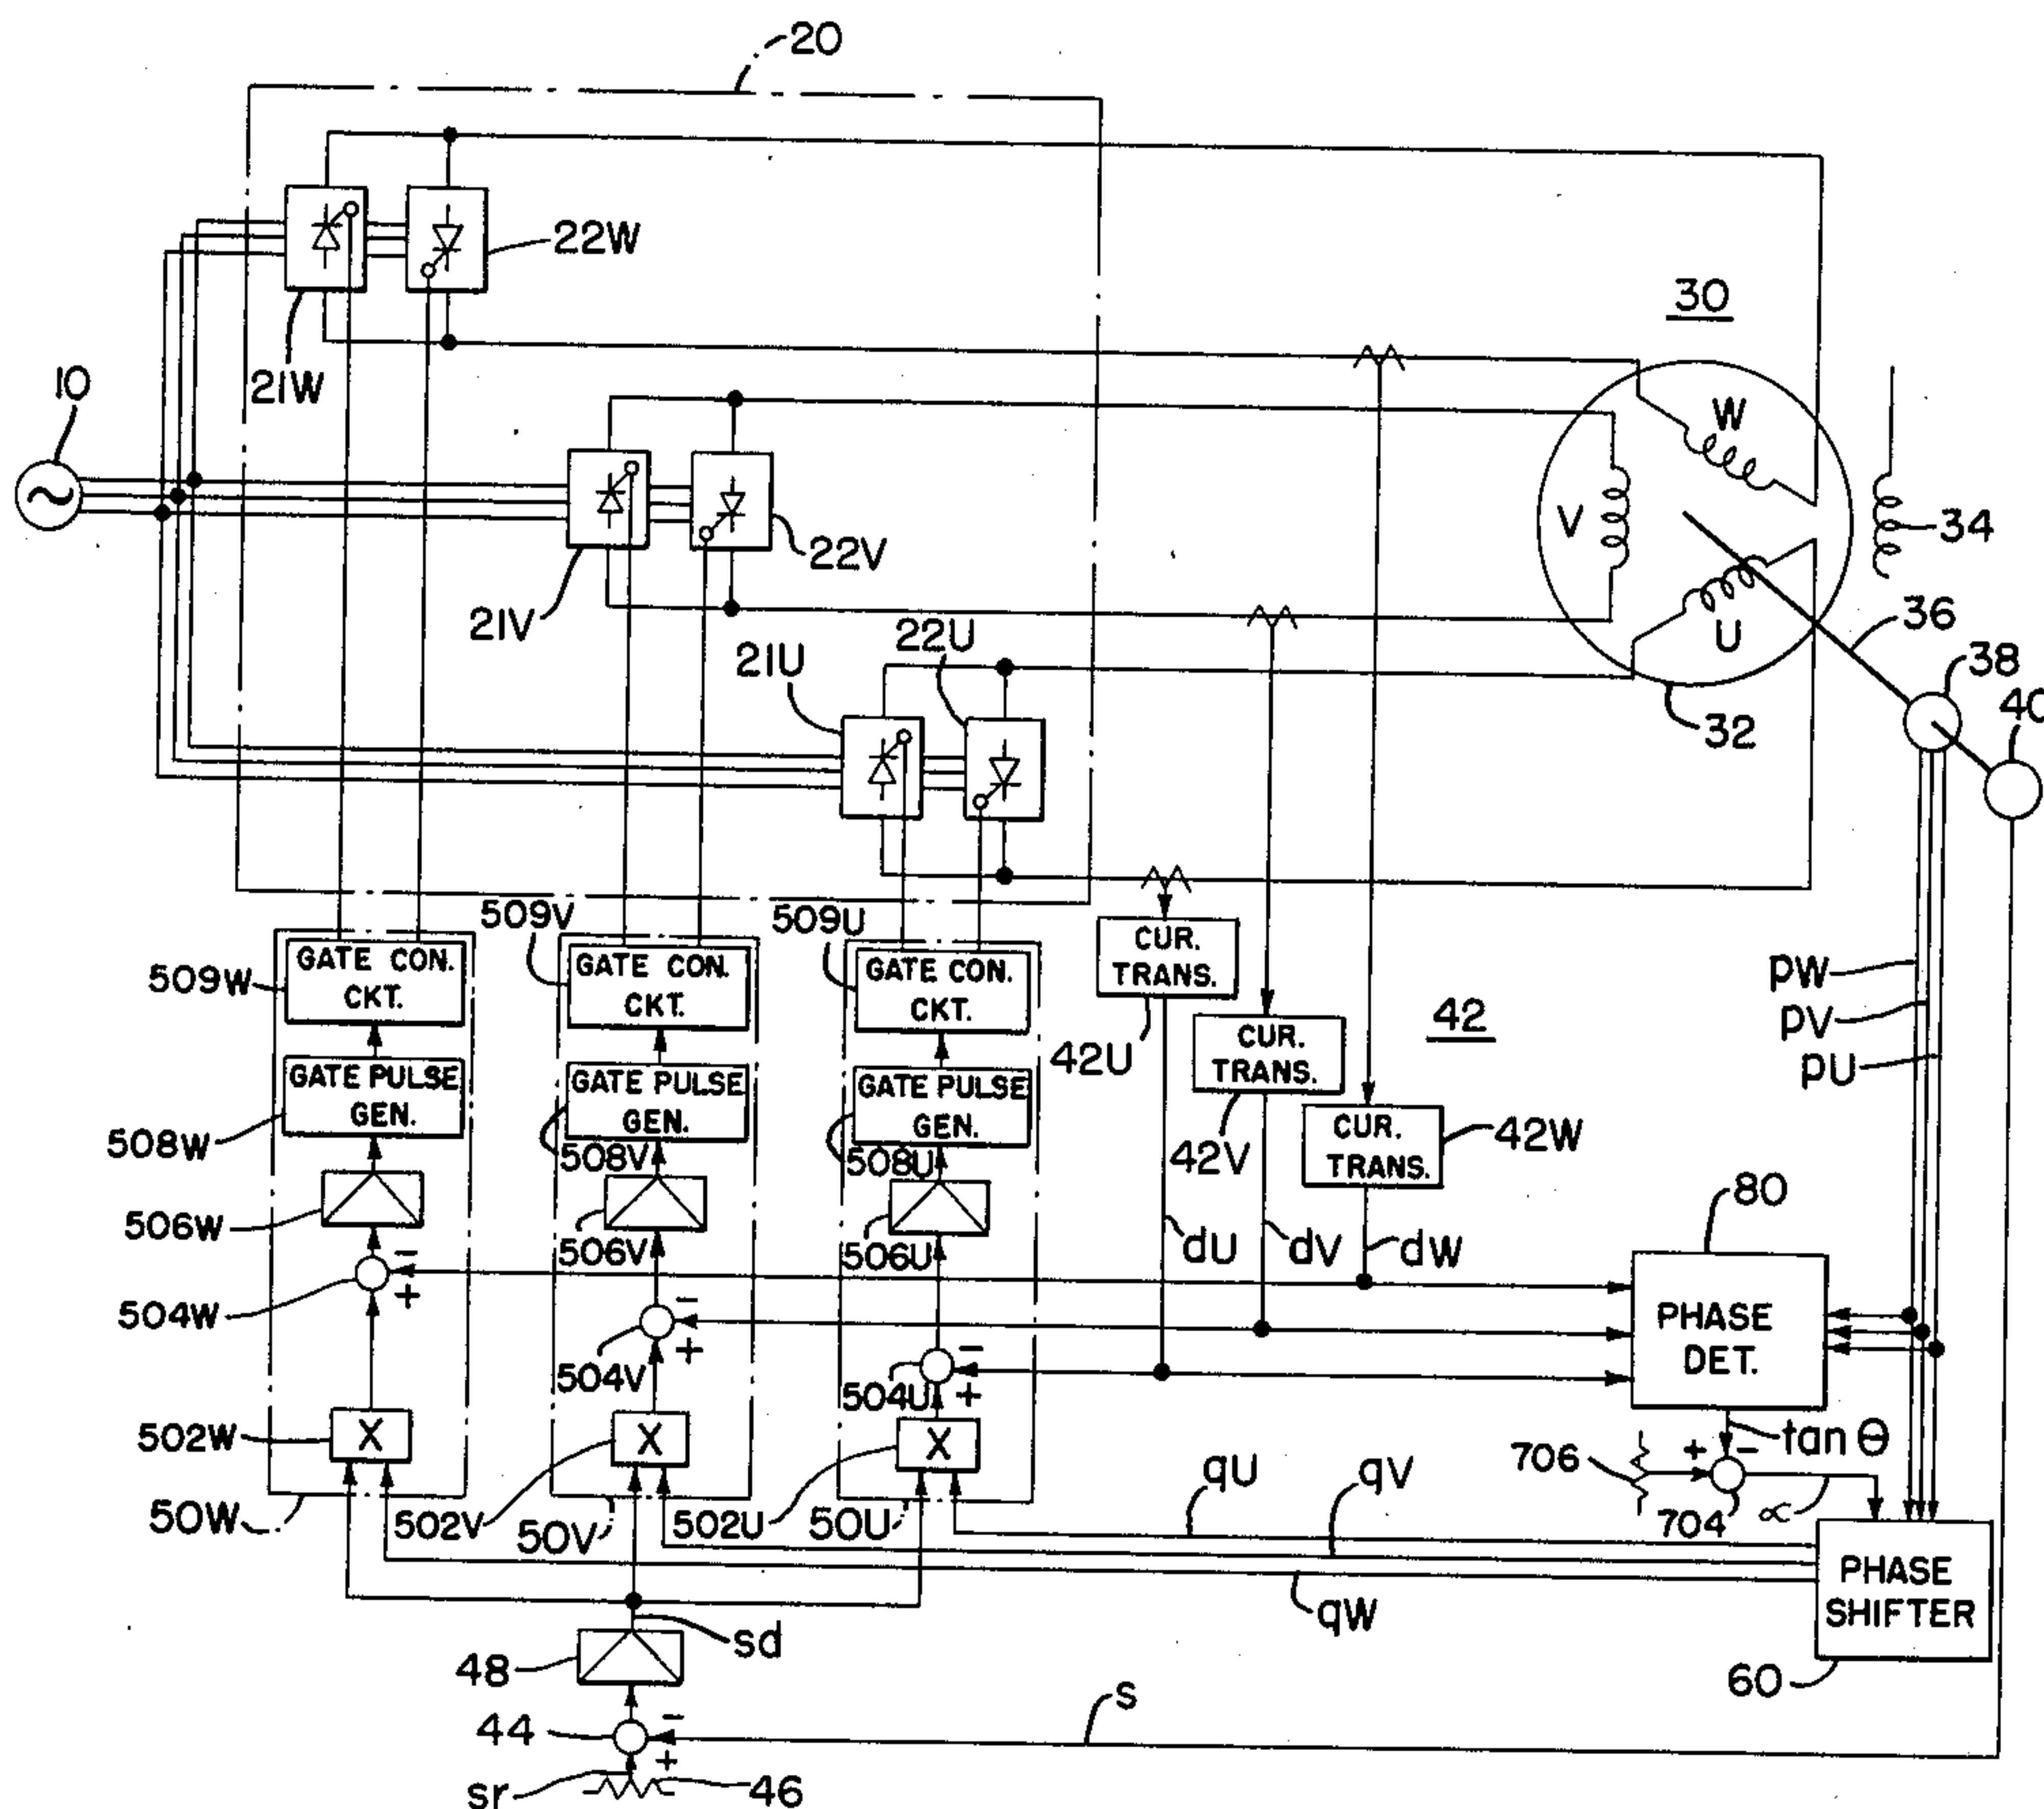 20
22W
30
21W
10
W
V
34
22V
21V
22U
36
21U
U
38
32
40
509V
509U
GATE CON.
CKT.
GATE CON.
CKT.
GATE CON.
CKT.
CUR.
TRANS.
509W
pW
42
pV
CUR.
TRANS.
42U
pU
GATE PULSE
GEN.
GATE PULSE
GEN.
GATE PULSE
GEN.
508W
508V
508U
42V
CUR.
TRANS.
42W
80
506W
506V
506U
dU
dV
dW
-
+
504W
-
+
504V
-
+
504U
PHASE
DET.
502W
X
X
X
tan θ
706
+
-
qU
qV
50W
502V
50V
502U
50U
704
∝
PHASE
SHIFTER
qW
sd
48
60
s
44
-
+
sr
46